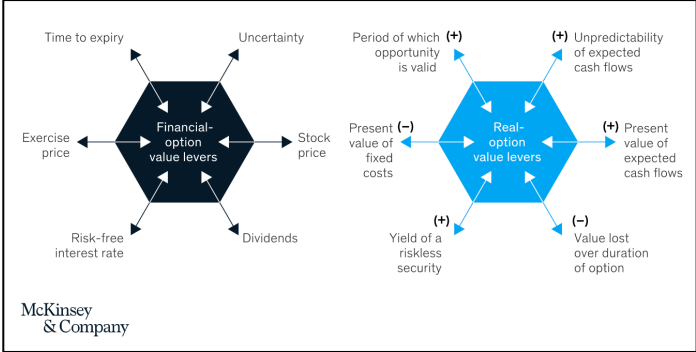 Time to expiry
Uncertainty
Exercise
price
Financial-
option
value levers
Stock
price
Risk-free
interest rate
Dividends
Period of which
opportunity
is valid
(+)
(+)
Unpredictability
of expected
cash flows
Present
value of
fixed
costs
(–)
Real-
option
value levers
(+)
Present
value of
expected
cash flows
Yield of a
riskless
security
(+)
(–)
Value lost
over duration
of option
McKinsey
& Company